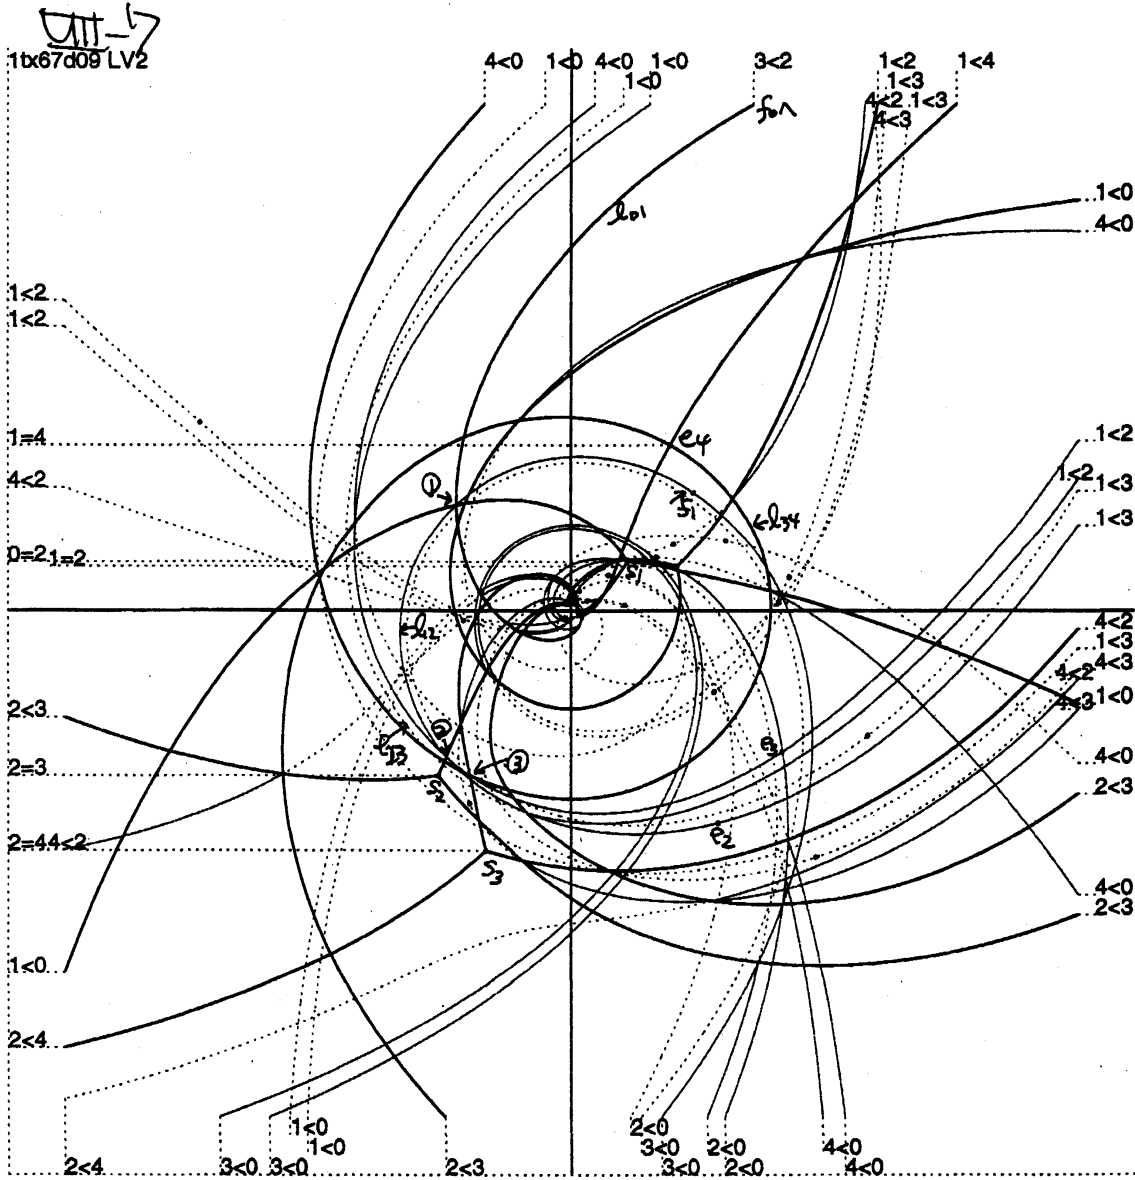 VIII-17
1tx67d09 LV2
4<0 1<0 4<0 1<0 3<2 1<2 1<4
1<0 1<3
4<2 1<3
4<3
for
1<0
l01
4<0
1<2
1<2
1=4 e4 1<2
4<2 1<2
1<3
① s1 l34 1<3
0=2 1=2
s1
l12 4<2
1<3
4<3
4<2
2<3 4<3 1<0
l13 ② e3
4<0
2=3 ③ 2<3
s2
e2
2=4 4<2
s3
4<0
2<3
1<0
2<4
1<0 2<0
1<0 3<0 2<0 4<0
2<4 3<0 3<0 2<3 3<0 2<0 4<0